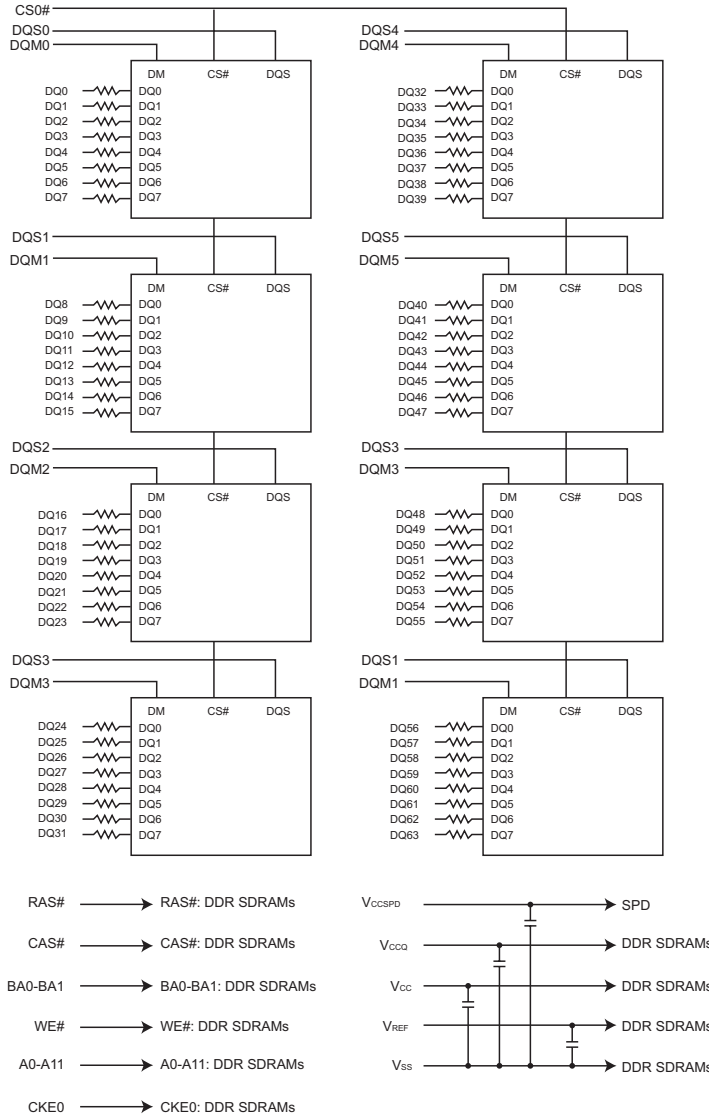 CS0#
DQS0
DQM0
DM CS# DQS
DQ0 DQ0
DQ1 DQ1
DQ2 DQ2
DQ3 DQ3
DQ4 DQ4
DQ5 DQ5
DQ6 DQ6
DQ7 DQ7
DQS1
DQM1
DM CS# DQS
DQ8 DQ0
DQ9 DQ1
DQ10 DQ2
DQ11 DQ3
DQ12 DQ4
DQ13 DQ5
DQ14 DQ6
DQ15 DQ7
DQS2
DQM2
DM CS# DQS
DQ16 DQ0
DQ17 DQ1
DQ18 DQ2
DQ19 DQ3
DQ20 DQ4
DQ21 DQ5
DQ22 DQ6
DQ23 DQ7
DQS3
DQM3
DM CS# DQS
DQ24 DQ0
DQ25 DQ1
DQ26 DQ2
DQ27 DQ3
DQ28 DQ4
DQ29 DQ5
DQ30 DQ6
DQ31 DQ7
DQS4
DQM4
DM CS# DQS
DQ32 DQ0
DQ33 DQ1
DQ34 DQ2
DQ35 DQ3
DQ36 DQ4
DQ37 DQ5
DQ38 DQ6
DQ39 DQ7
DQS5
DQM5
DM CS# DQS
DQ40 DQ0
DQ41 DQ1
DQ42 DQ2
DQ43 DQ3
DQ44 DQ4
DQ45 DQ5
DQ46 DQ6
DQ47 DQ7
DQS3
DQM3
DM CS# DQS
DQ48 DQ0
DQ49 DQ1
DQ50 DQ2
DQ51 DQ3
DQ52 DQ4
DQ53 DQ5
DQ54 DQ6
DQ55 DQ7
DQS1
DQM1
DM CS# DQS
DQ56 DQ0
DQ57 DQ1
DQ58 DQ2
DQ59 DQ3
DQ60 DQ4
DQ61 DQ5
DQ62 DQ6
DQ63 DQ7
RAS# RAS#: DDR SDRAMs
CAS# CAS#: DDR SDRAMs
BA0-BA1 BA0-BA1: DDR SDRAMs
WE# WE#: DDR SDRAMs
A0-A11 A0-A11: DDR SDRAMs
CKE0 CKE0: DDR SDRAMs
VCCSPD SPD
VCCQ DDR SDRAMs
VCC DDR SDRAMs
VREF DDR SDRAMs
VSS DDR SDRAMs